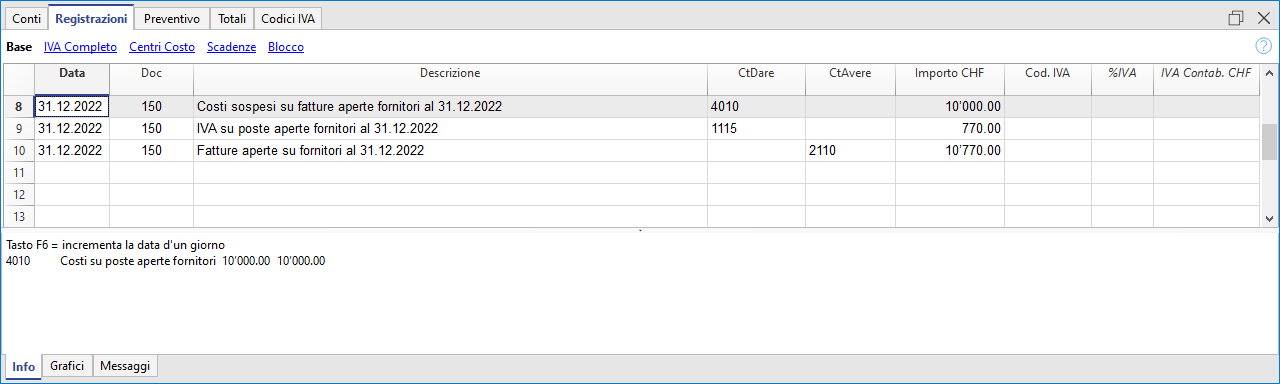 Conti Registrazioni Preventivo Totali Codici IVA
Base IVA Completo Centri Costo Scadenze Blocco ?
Data Doc Descrizione CtDare CtAvere Importo CHF Cod. IVA %IVA IVA Contab. CHF
8 31.12.2022 150 Costi sospesi su fatture aperte fornitori al 31.12.2022 4010 10'000.00
9 31.12.2022 150 IVA su poste aperte fornitori al 31.12.2022 1115 770.00
10 31.12.2022 150 Fatture aperte su fornitori al 31.12.2022 2110 10'770.00
11
12
13
Tasto F6 = incrementa la data d'un giorno
4010 Costi su poste aperte fornitori 10'000.00 10'000.00
Info Grafici Messaggi